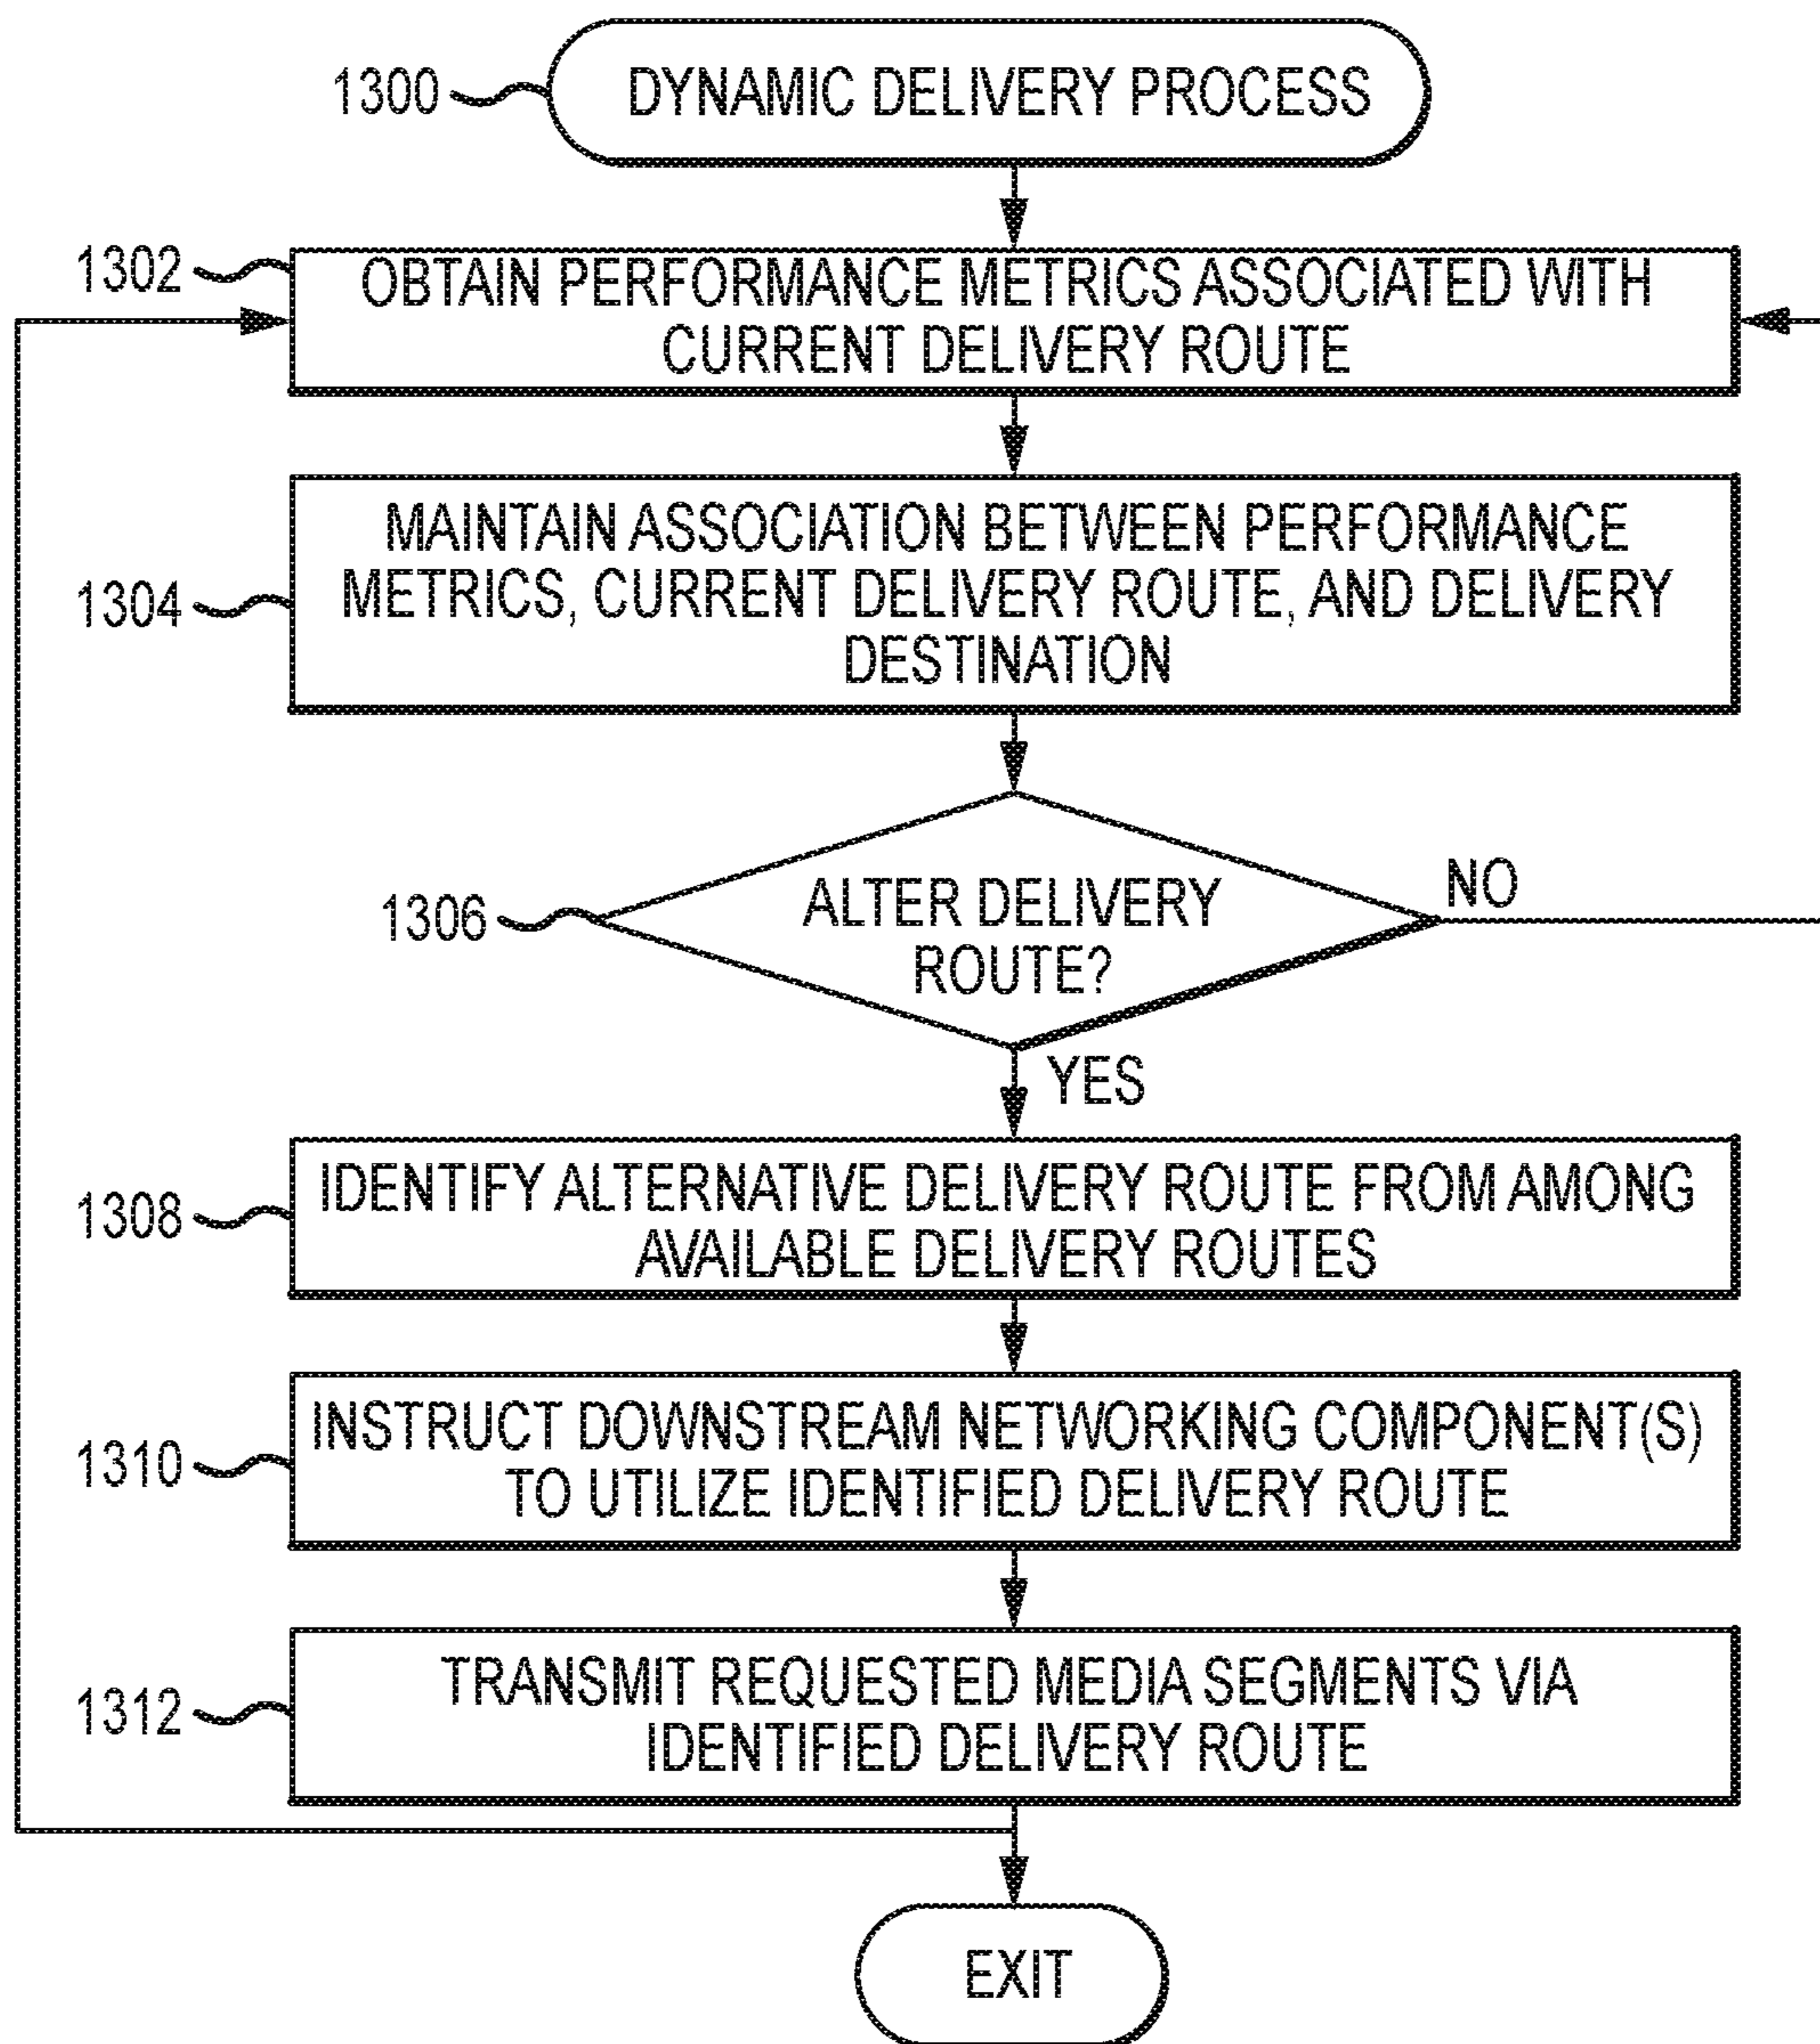 1300
DYNAMIC DELIVERY PROCESS
1302
OBTAIN PERFORMANCE METRICS ASSOCIATED WITH
CURRENT DELIVERY ROUTE
1304
MAINTAIN ASSOCIATION BETWEEN PERFORMANCE
METRICS, CURRENT DELIVERY ROUTE, AND DELIVERY
DESTINATION
1306
ALTER DELIVERY
ROUTE?
NO
YES
1308
IDENTIFY ALTERNATIVE DELIVERY ROUTE FROM AMONG
AVAILABLE DELIVERY ROUTES
1310
INSTRUCT DOWNSTREAM NETWORKING COMPONENT(S)
TO UTILIZE IDENTIFIED DELIVERY ROUTE
1312
TRANSMIT REQUESTED MEDIA SEGMENTS VIA
IDENTIFIED DELIVERY ROUTE
EXIT